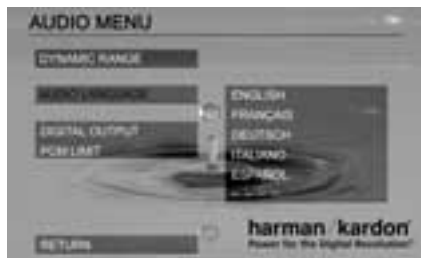 AUDIO MENU
DYNAMIC RANGE
AUDIO LANGUAGE
DIGITAL OUTPUT
PCM LIMIT
ENGLISH
FRANÇAIS
DEUTSCH
ITALIANO
ESPAÑOL
RETURN
harman/kardon
Power for the Digital Revolution